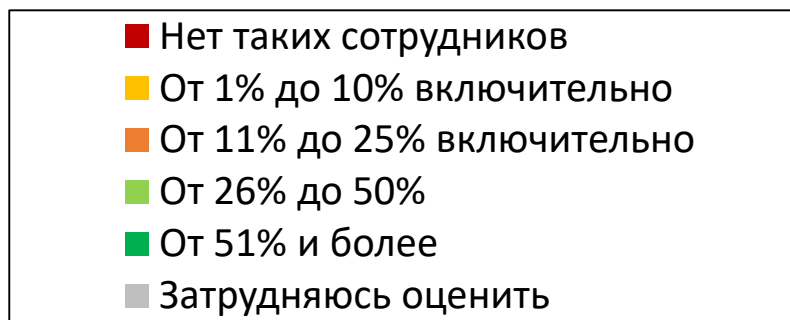 Нет таких сотрудников
От 1% до 10% включительно
От 11% до 25% включительно
От 26% до 50%
От 51% и более
Затрудняюсь оценить